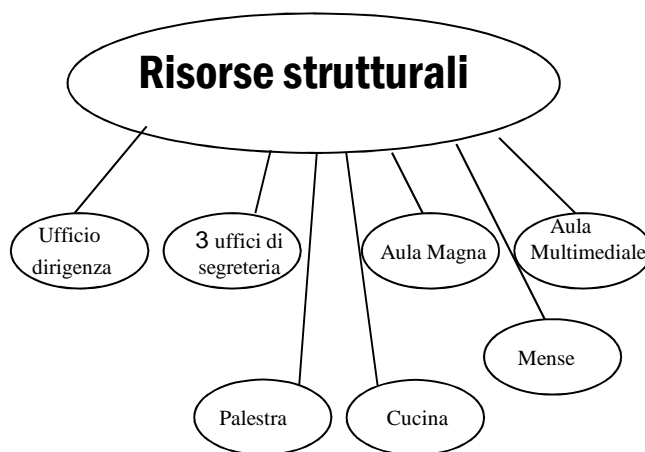 Risorse strutturali
Ufficio
dirigenza
3 uffici di
segreteria
Aula Magna
Aula
Multimediale
Mense
Palestra
Cucina